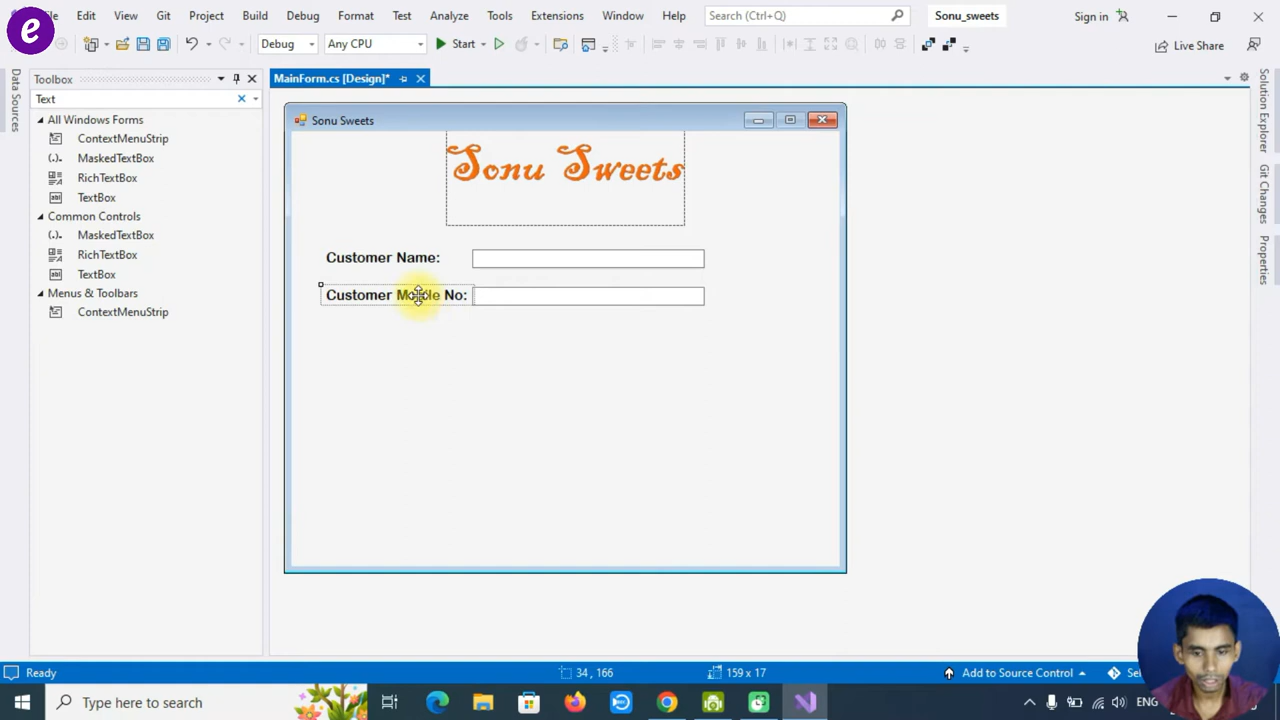 e
File Edit View Git Project Build Debug Format Test Analyze Tools Extensions Window Help Search (Ctrl+Q) Sonu_sweets Sign in
Debug Any CPU Start Live Share
Data Sources
Toolbox
Text
All Windows Forms
ContextMenuStrip
MaskedTextBox
RichTextBox
TextBox
Common Controls
MaskedTextBox
RichTextBox
TextBox
Menus & Toolbars
ContextMenuStrip
MainForm.cs [Design]*
Sonu Sweets
Sonu Sweets
Customer Name:
Customer Mobile No:
Solution Explorer
Git Changes
Properties
Ready 34 , 166 159 x 17 Add to Source Control
Type here to search ENG